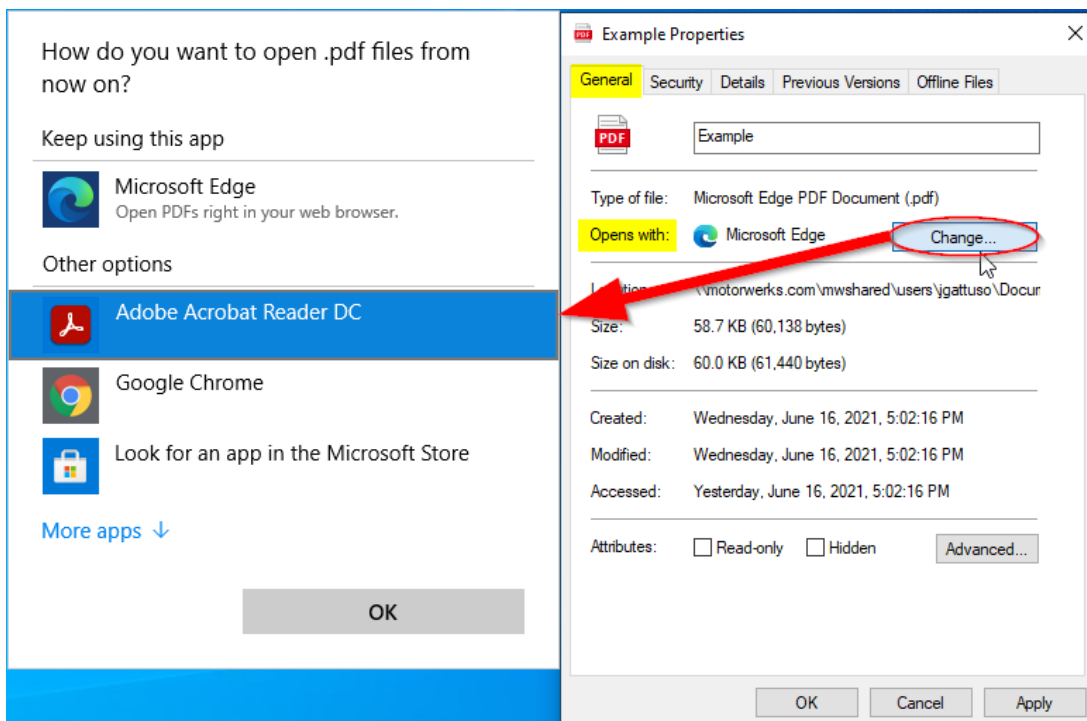 How do you want to open .pdf files from
now on?
Keep using this app
Microsoft Edge
Open PDFs right in your web browser.
Other options
Adobe Acrobat Reader DC
Google Chrome
Look for an app in the Microsoft Store
More apps ↓
OK
PDF Example Properties
General Security Details Previous Versions Offline Files
PDF Example
Type of file: Microsoft Edge PDF Document (.pdf)
Opens with: Microsoft Edge Change...
\\motorwerks.com\mwshared\users\jgattuso\Docur
Size: 58.7 KB (60,138 bytes)
Size on disk: 60.0 KB (61,440 bytes)
Created: Wednesday, June 16, 2021, 5:02:16 PM
Modified: Wednesday, June 16, 2021, 5:02:16 PM
Accessed: Yesterday, June 16, 2021, 5:02:16 PM
Attributes: Read-only Hidden Advanced...
OK Cancel Apply